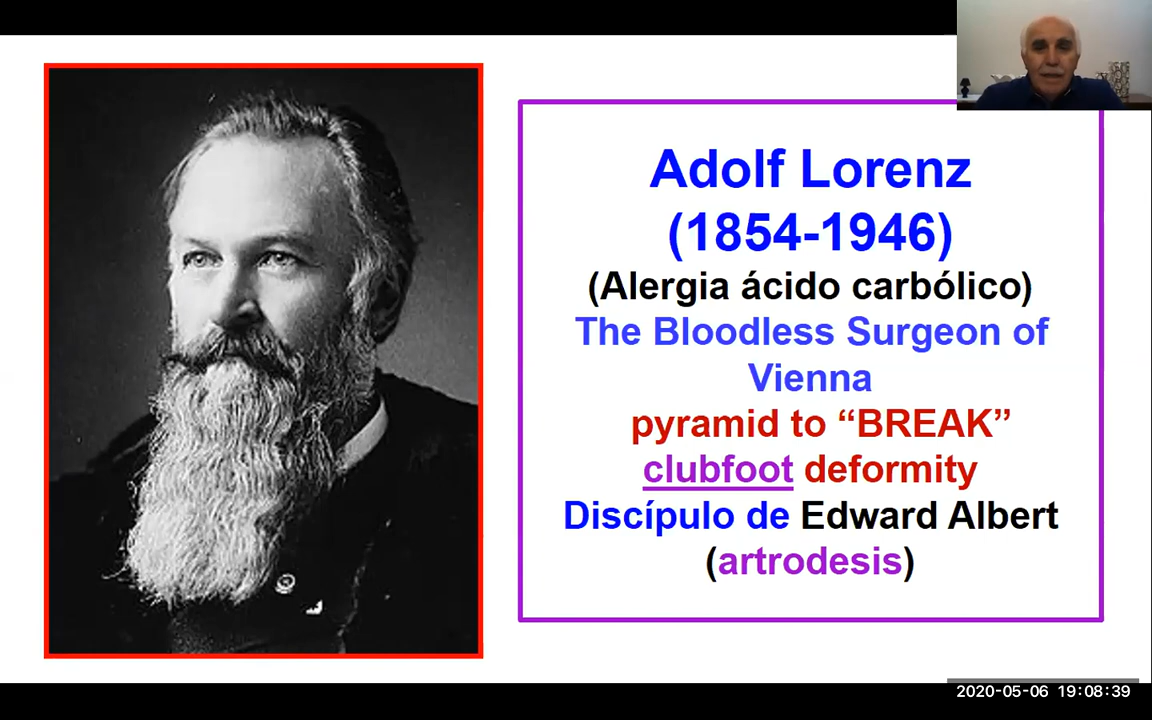 Adolf Lorenz
(1854-1946)
(Alergia ácido carbólico)
The Bloodless Surgeon of
Vienna
pyramid to “BREAK”
clubfoot deformity
Discípulo de Edward Albert
(artrodesis)
2020-05-06 19:08:39